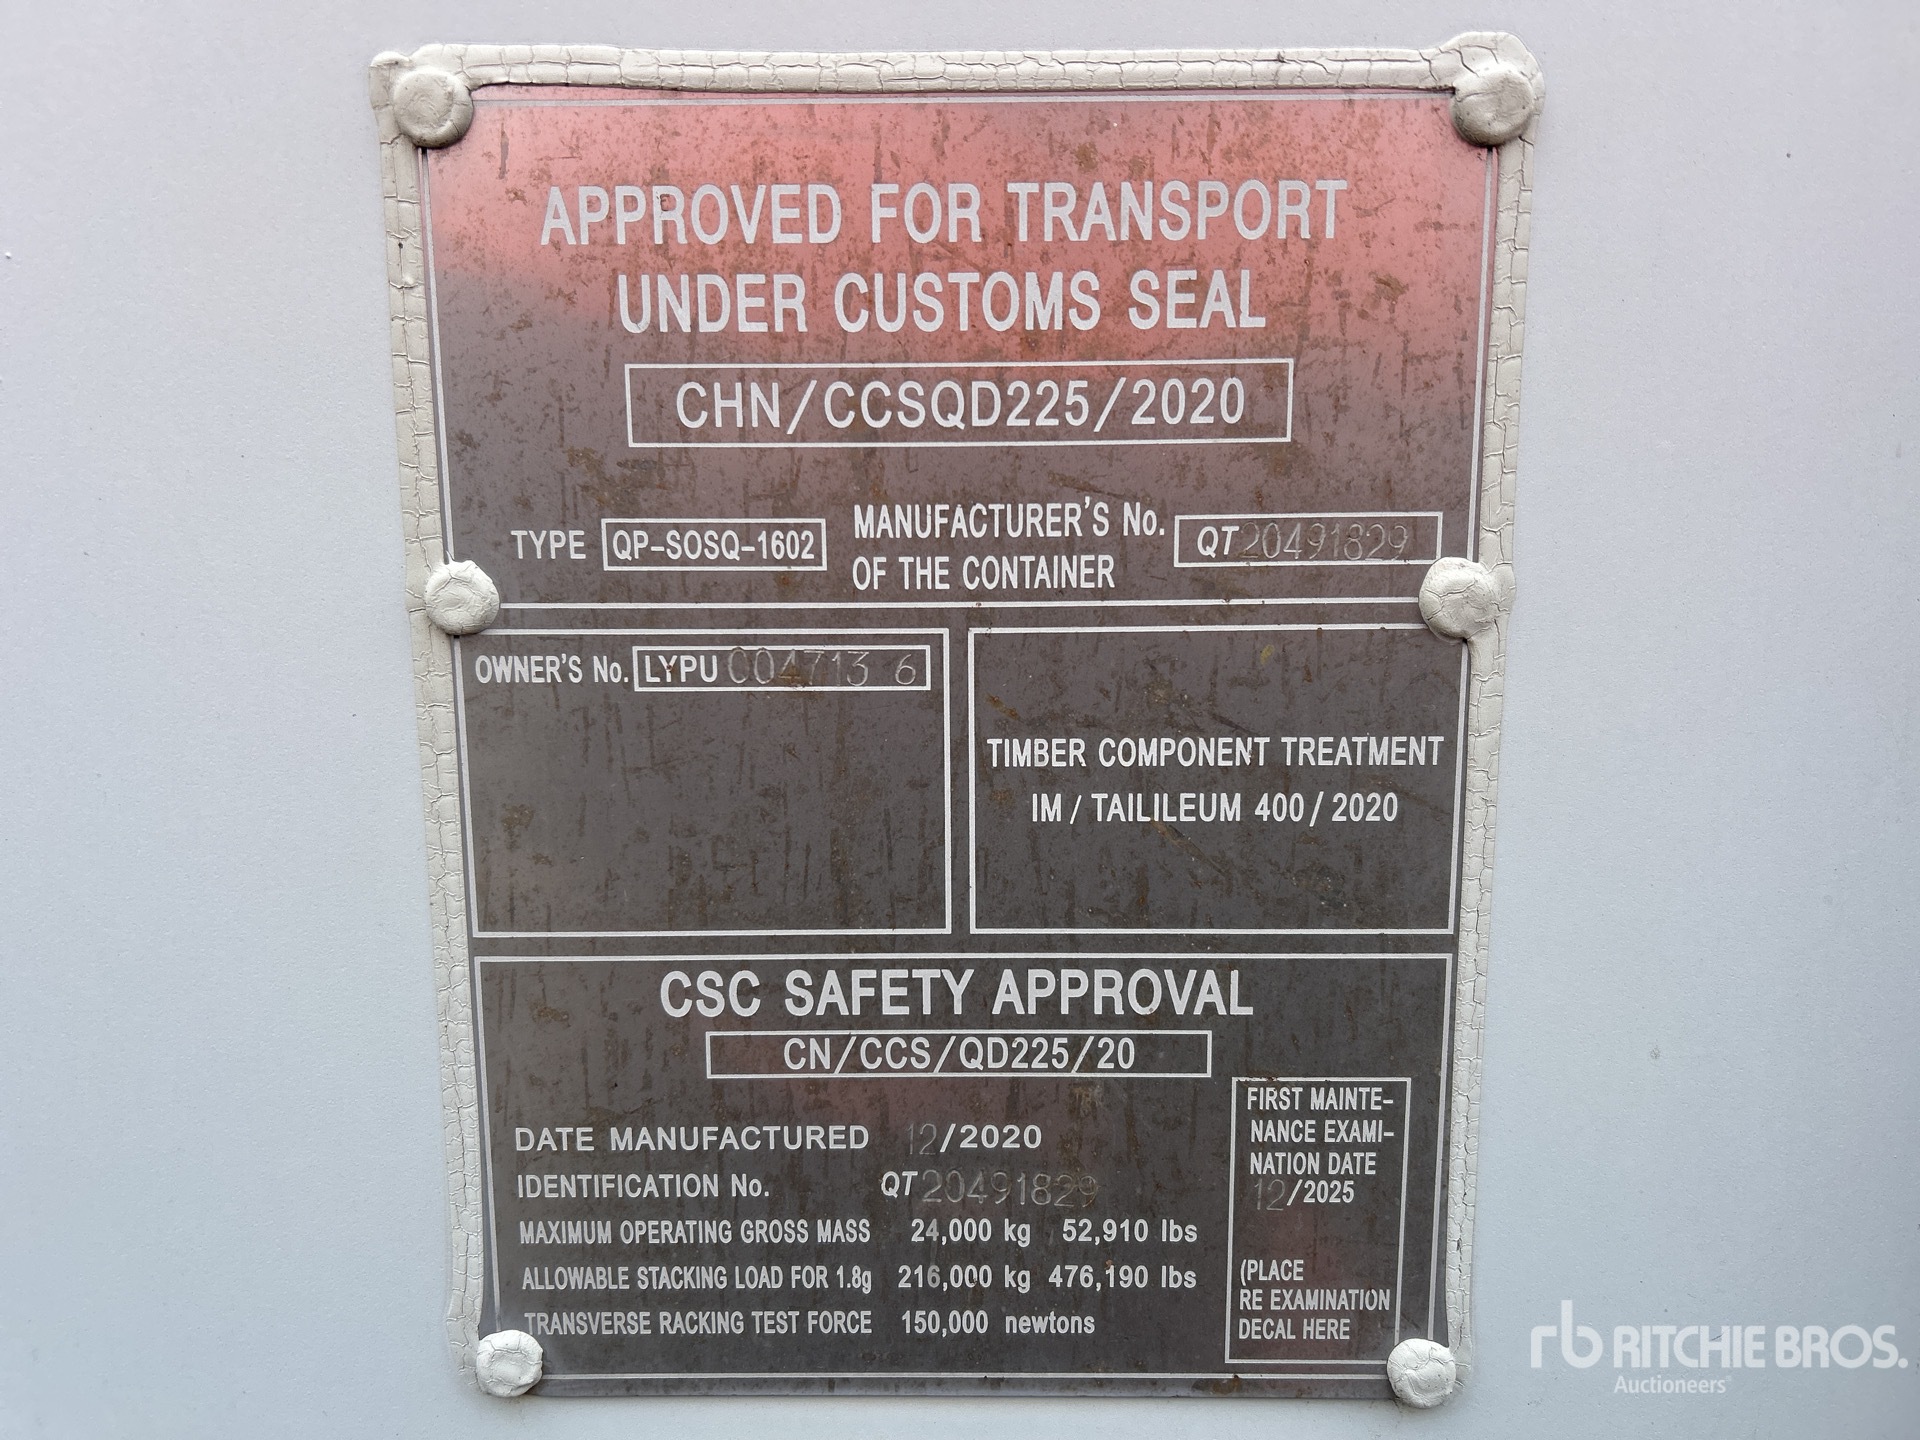 APPROVED FOR TRANSPORT
UNDER CUSTOMS SEAL
CHN/CCSQD225/2020
TYPE QP-SOSQ-1602 MANUFACTURER'S No. OF THE CONTAINER QT20491829
OWNER'S No. LYPU 004713 6
TIMBER COMPONENT TREATMENT
IM / TAILILEUM 400 / 2020
CSC SAFETY APPROVAL
CN/CCS/QD225/20
DATE MANUFACTURED 12/2020
IDENTIFICATION No. QT20491829
MAXIMUM OPERATING GROSS MASS 24,000 kg 52,910 lbs
ALLOWABLE STACKING LOAD FOR 1.8g 216,000 kg 476,190 lbs
TRANSVERSE RACKING TEST FORCE 150,000 newtons
FIRST MAINTE-
NANCE EXAMI-
NATION DATE
12/2025
(PLACE
RE EXAMINATION
DECAL HERE
rb RITCHIE BROS.
Auctioneers